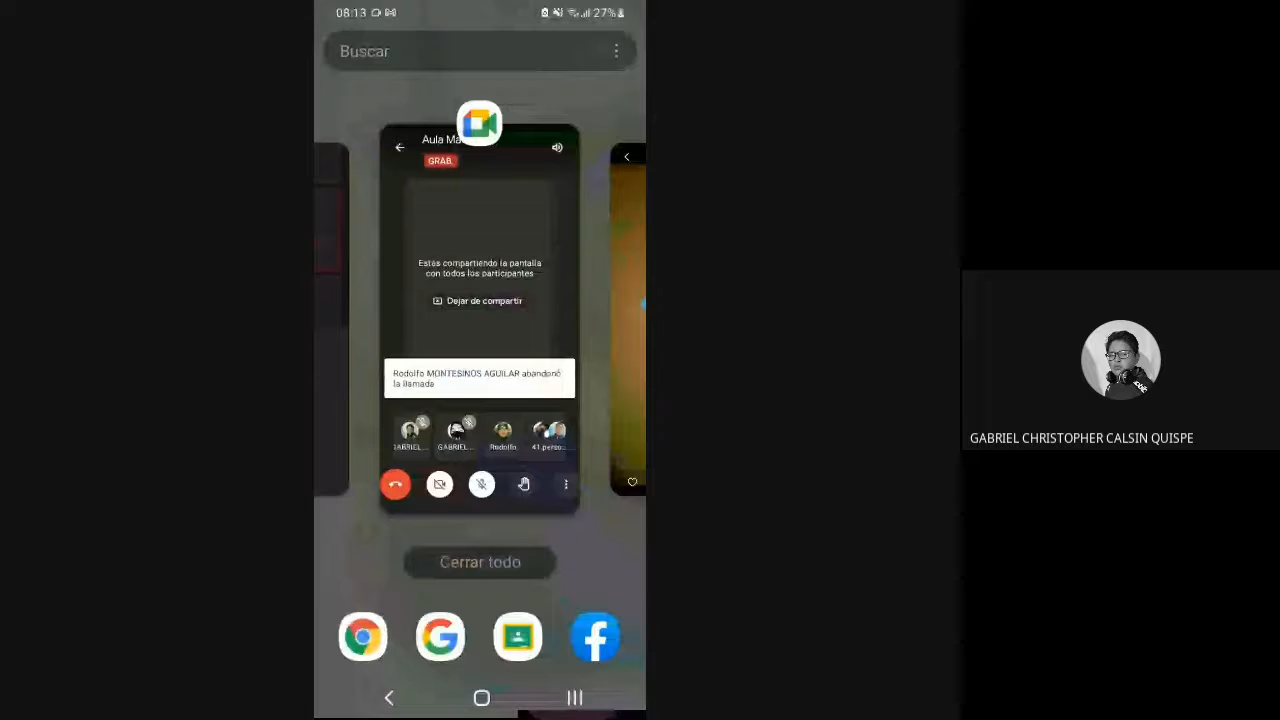 08:13
27%
Buscar
Aula Ma
GRAB.
Estás compartiendo la pantalla
con todos los participantes
Dejar de compartir
Rodolfo MONTESINOS AGUILAR abandonó
la llamada
GABRIEL...
Rodolfo
41 perso...
Cerrar todo
GABRIEL CHRISTOPHER CALSIN QUISPE